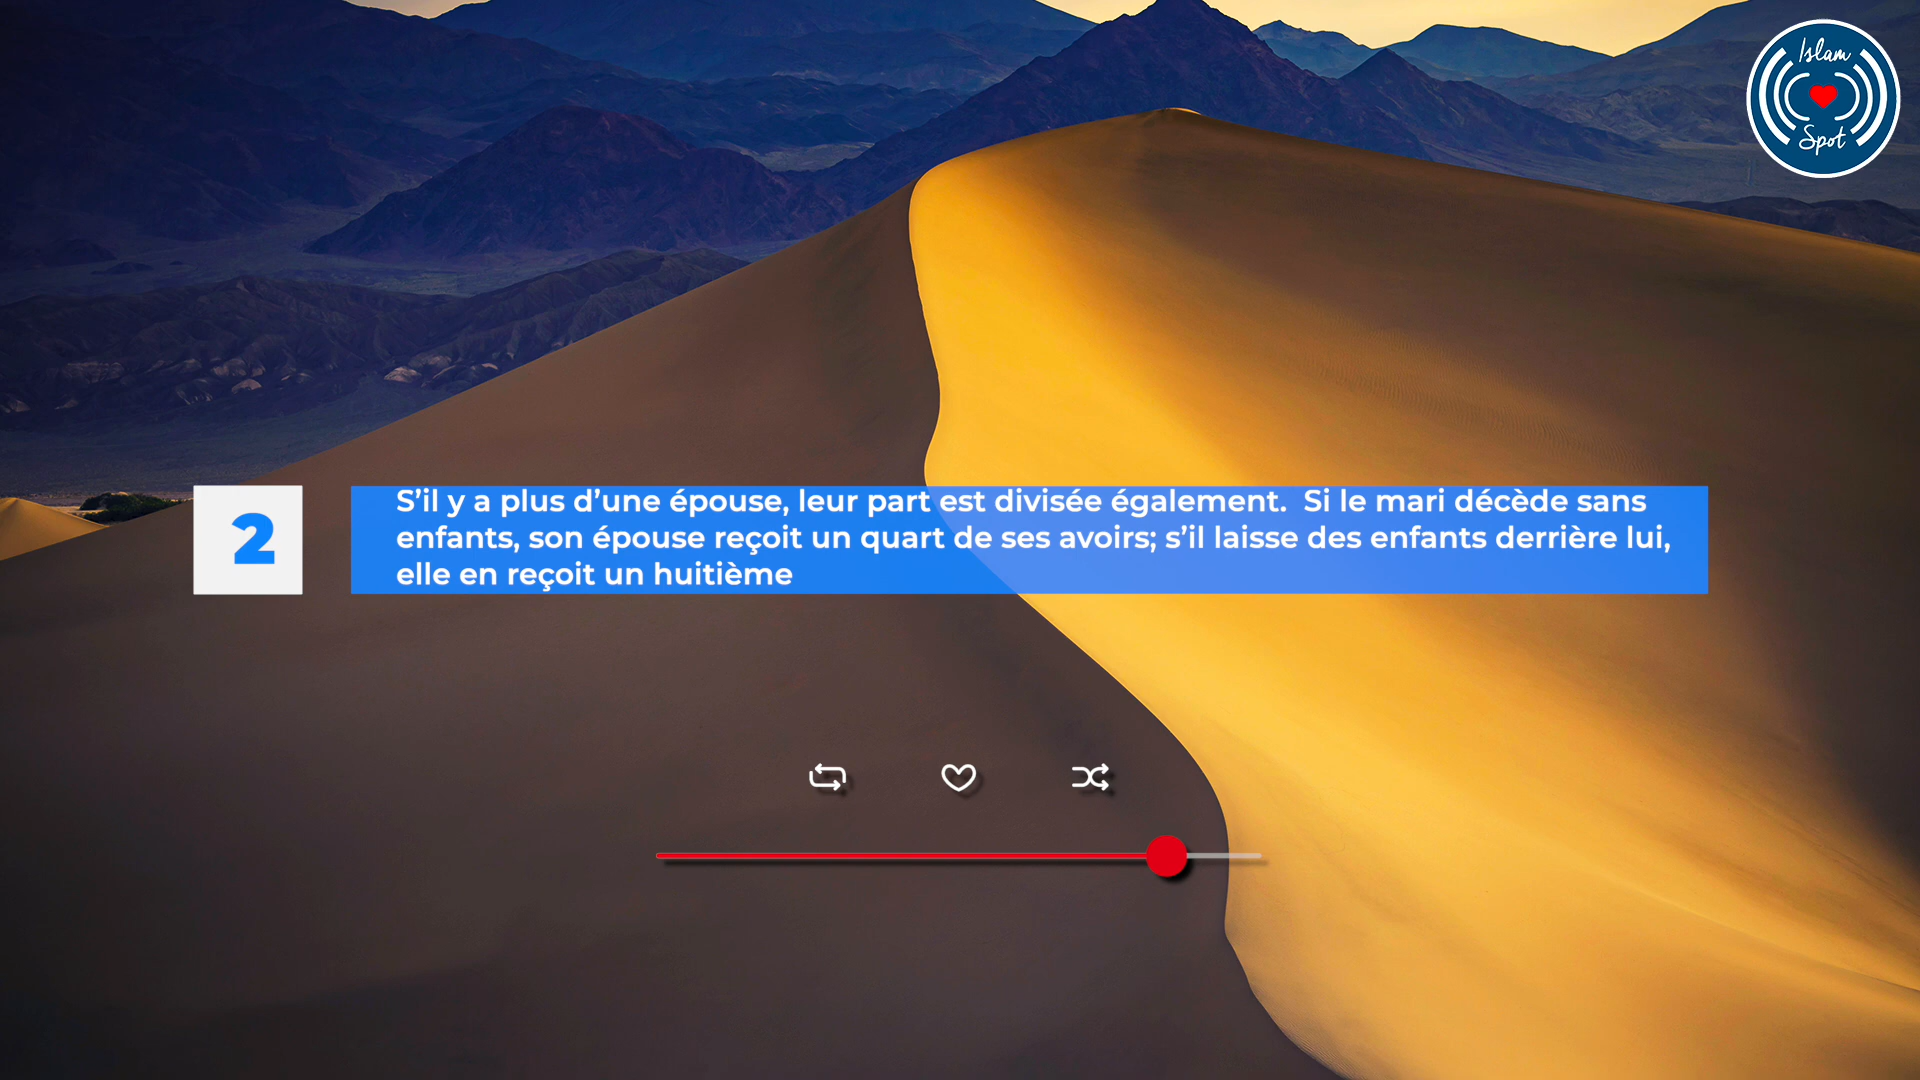 Islam
Spot
2
S’il y a plus d’une épouse, leur part est divisée également.  Si le mari décède sans
enfants, son épouse reçoit un quart de ses avoirs; s’il laisse des enfants derrière lui,
elle en reçoit un huitième